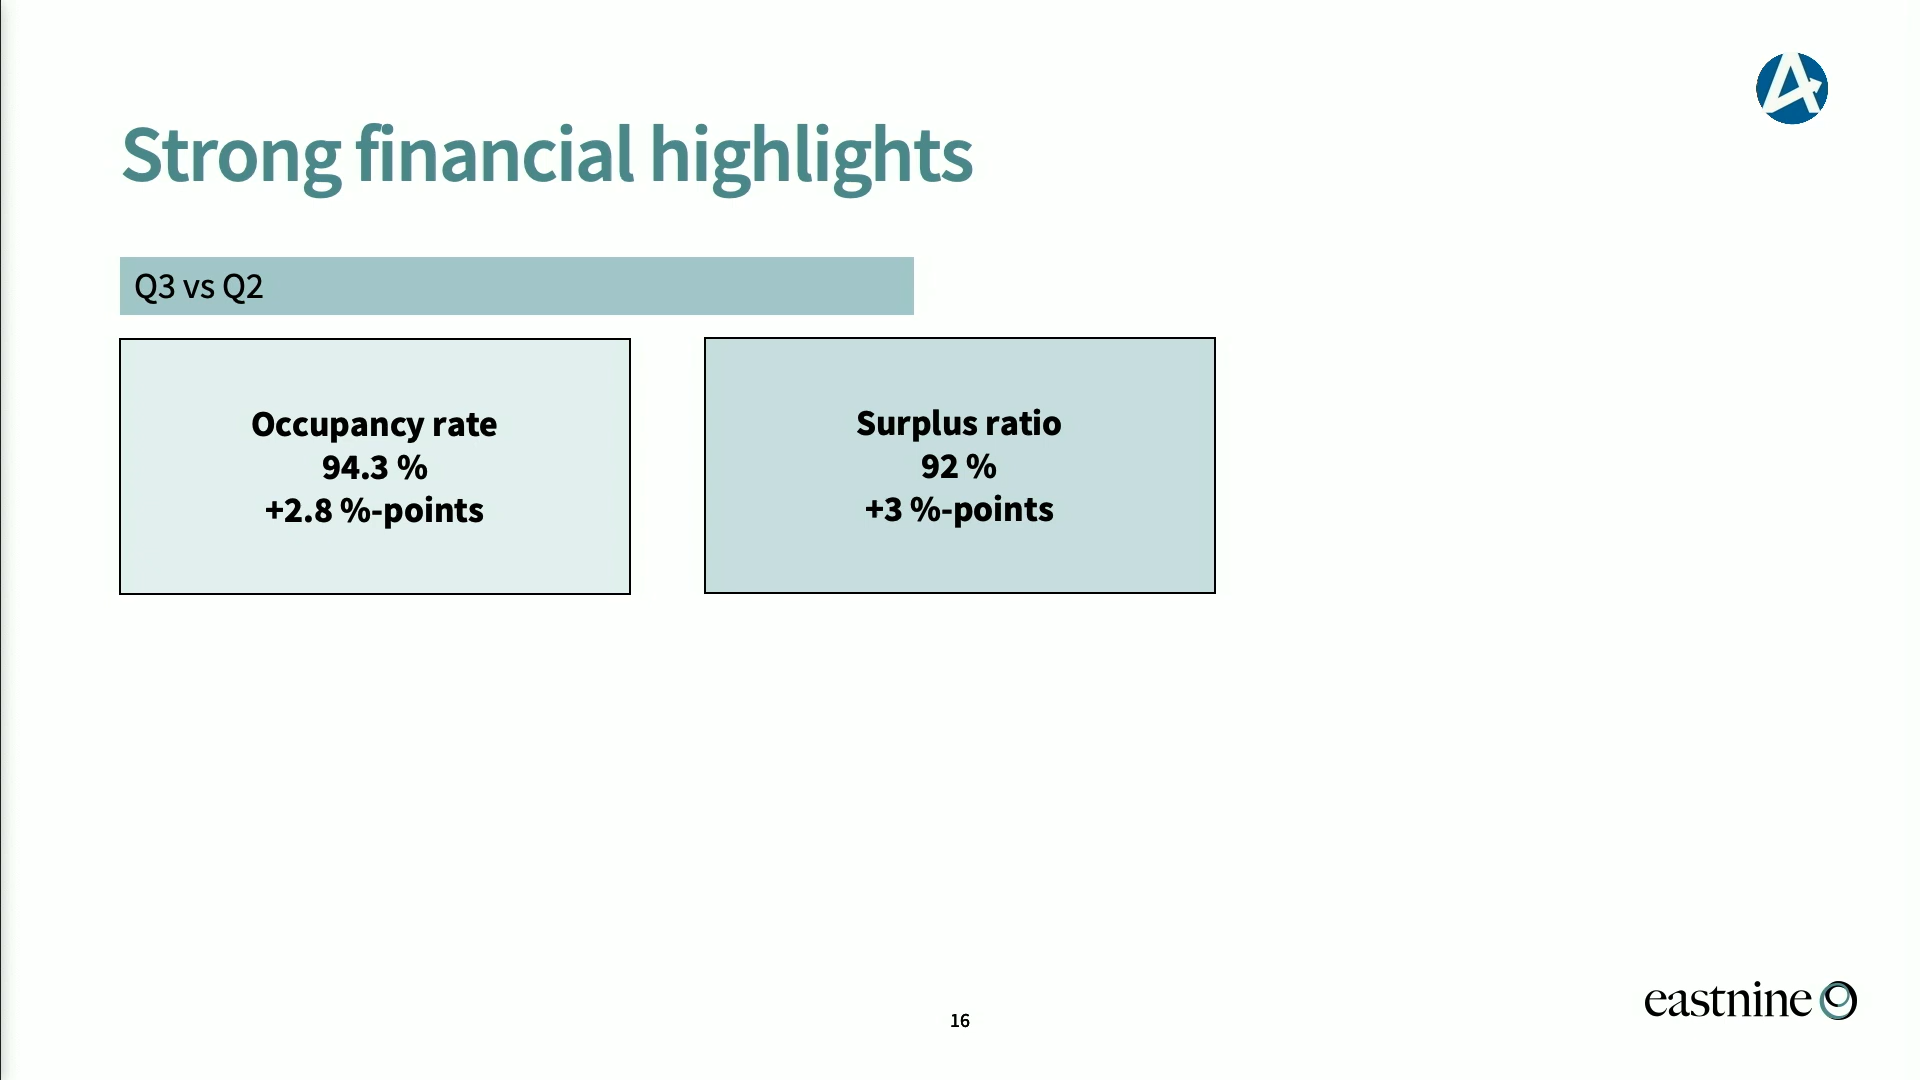 Strong financial highlights
Q3 vs Q2
Occupancy rate
94.3 %
+2.8 %-points
Surplus ratio
92 %
+3 %-points
eastnine
16